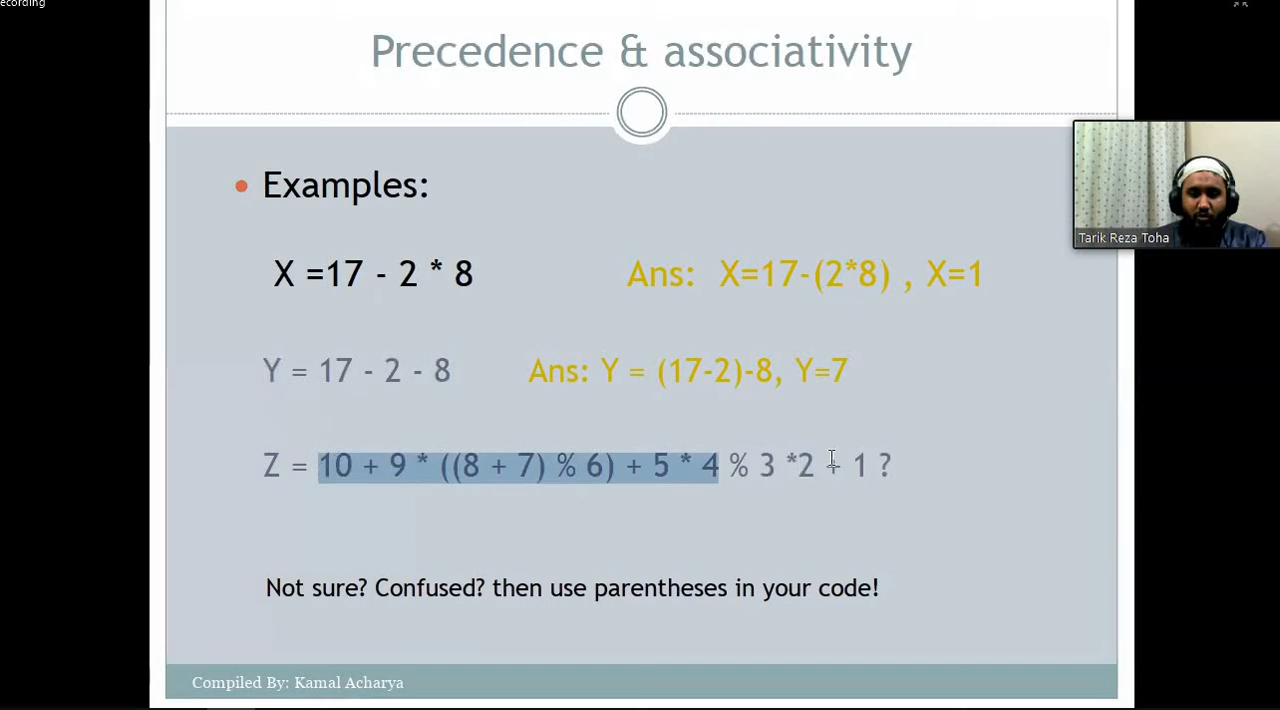 ecording
Precedence & associativity
• Examples:
X =17 - 2 * 8 Ans: X=17-(2*8) , X=1
Tarik Reza Toha
Y = 17 - 2 - 8 Ans: Y = (17-2)-8, Y=7
Z = 10 + 9 * ((8 + 7) % 6) + 5 * 4 % 3 *2 + 1 ?
Not sure? Confused? then use parentheses in your code!
Compiled By: Kamal Acharya